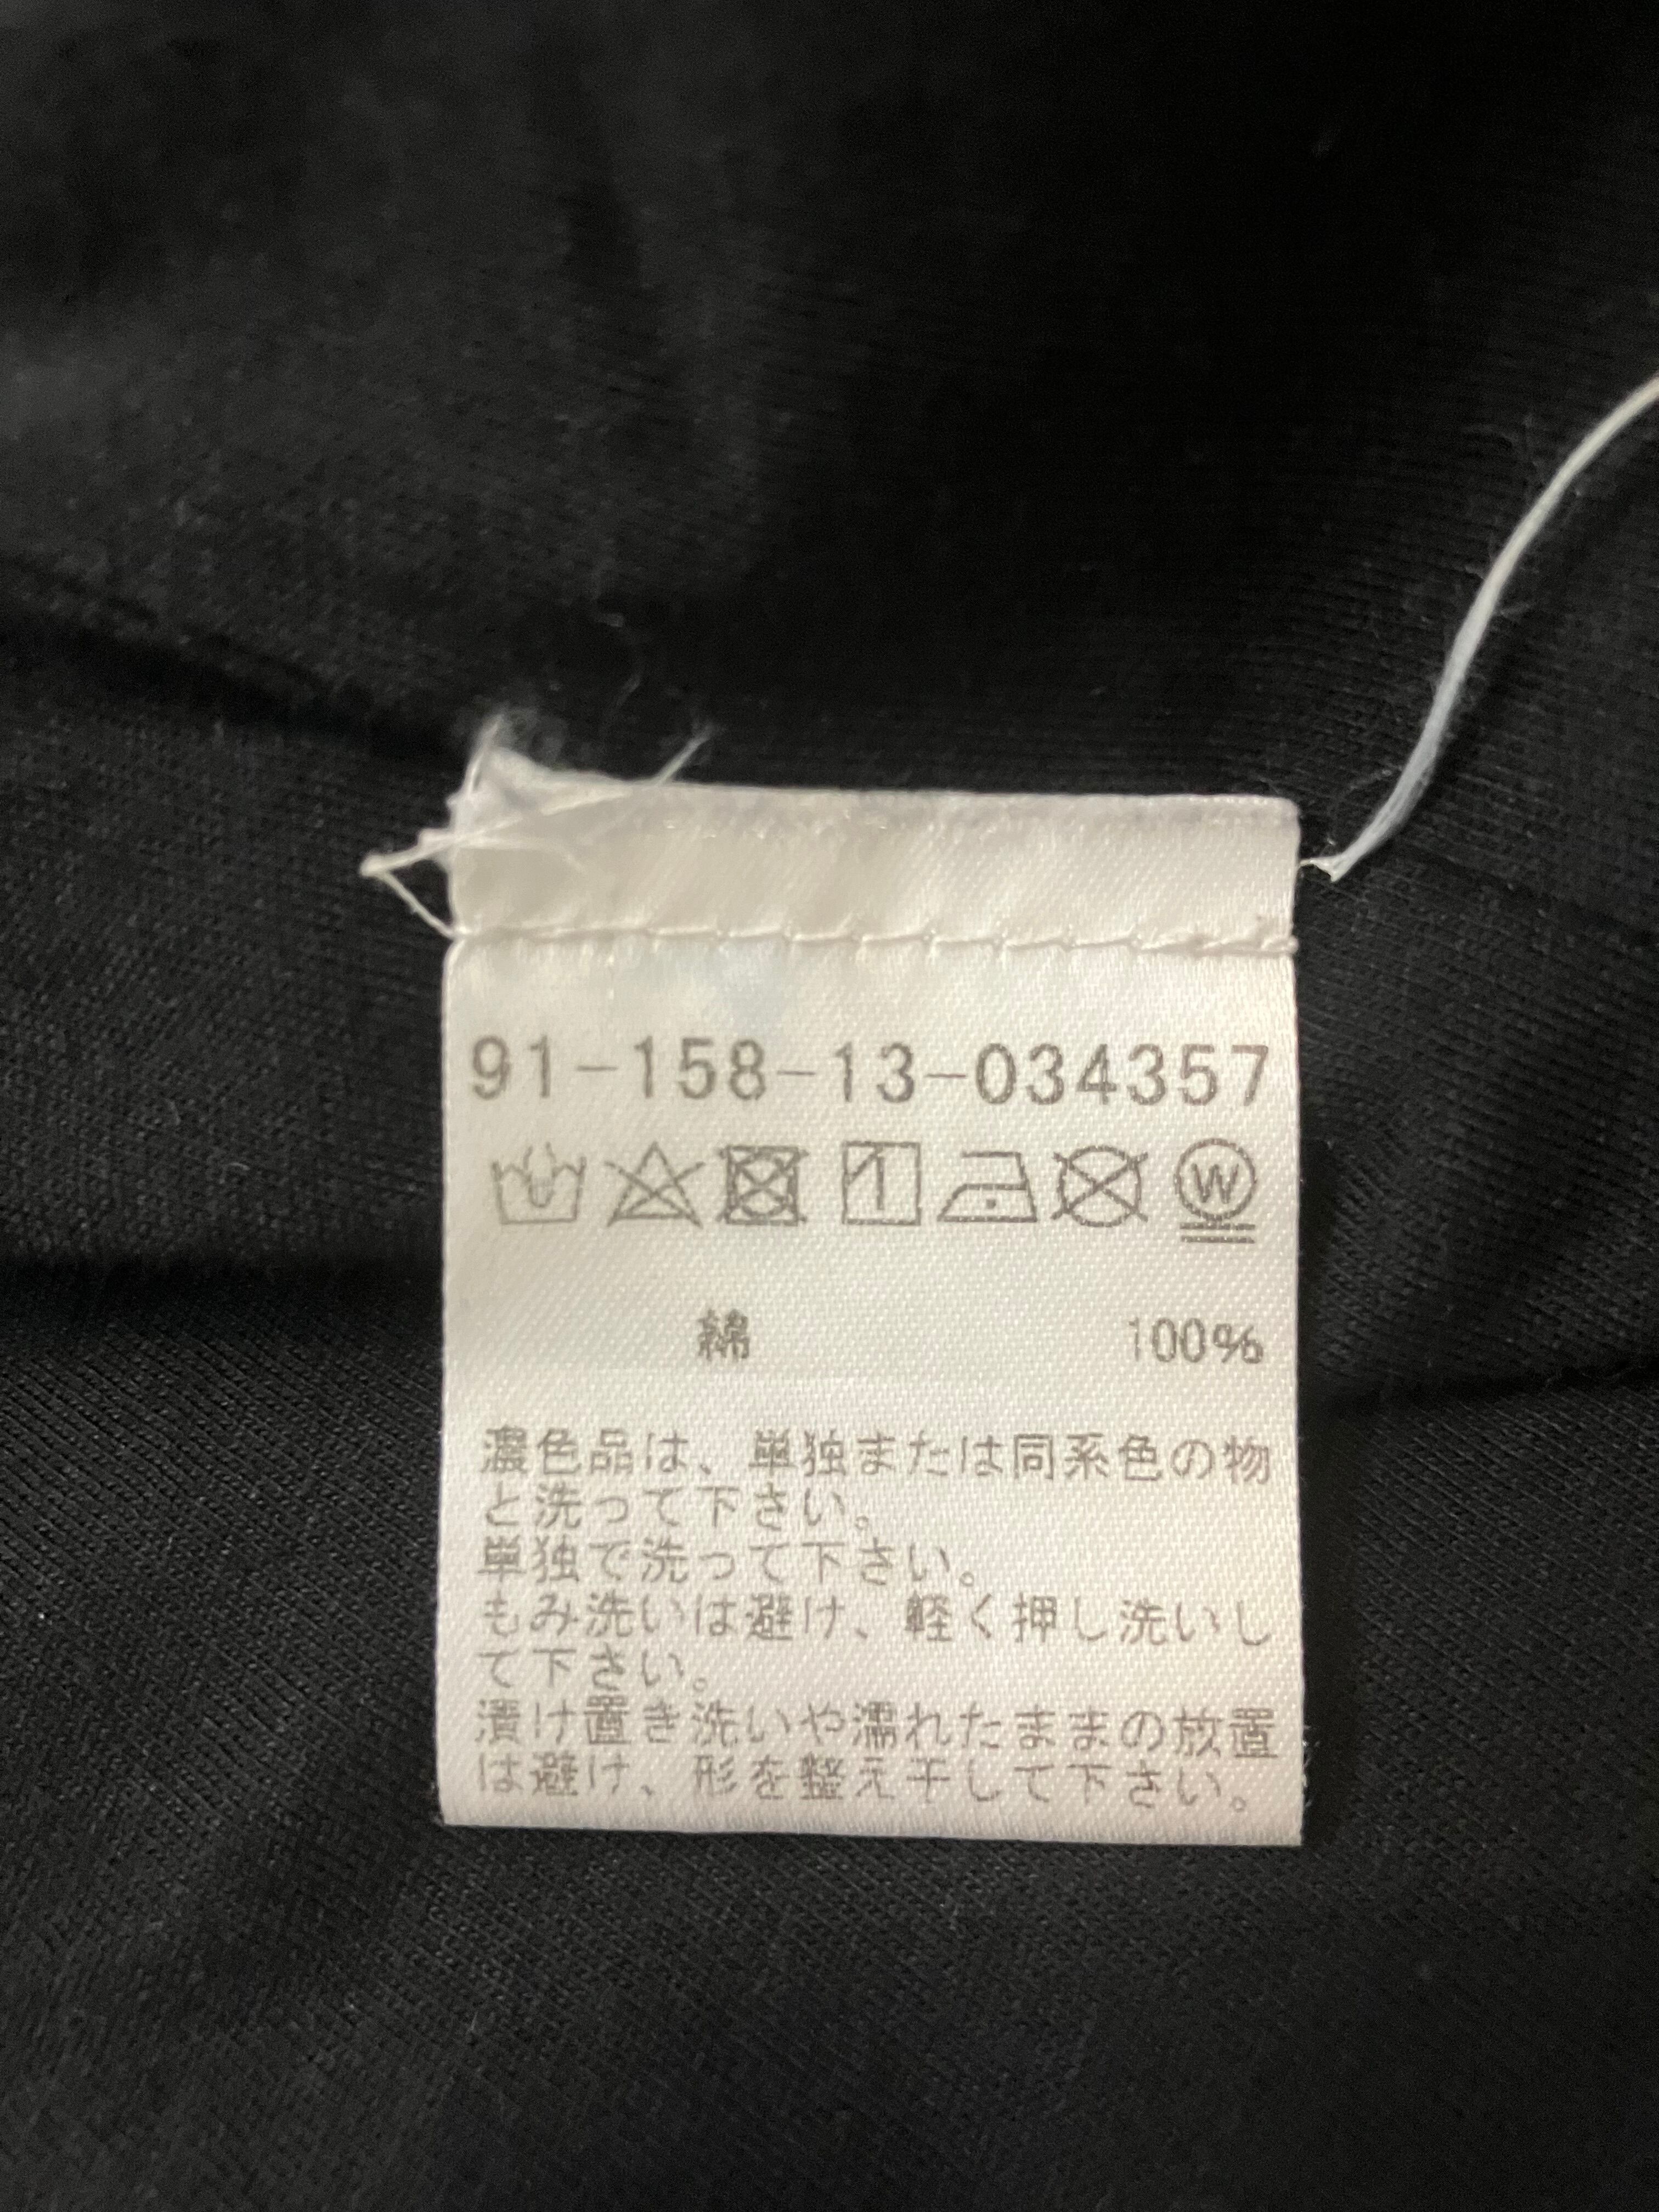 91-158-13-034357
W
綿 100%
濃色品は、単独または同系色の物
と洗って下さい。
単独で洗って下さい。
もみ洗いは避け、軽く押し洗いし
て下さい。
漬け置き洗いや濡れたままの放置
は避け、形を整え干して下さい。